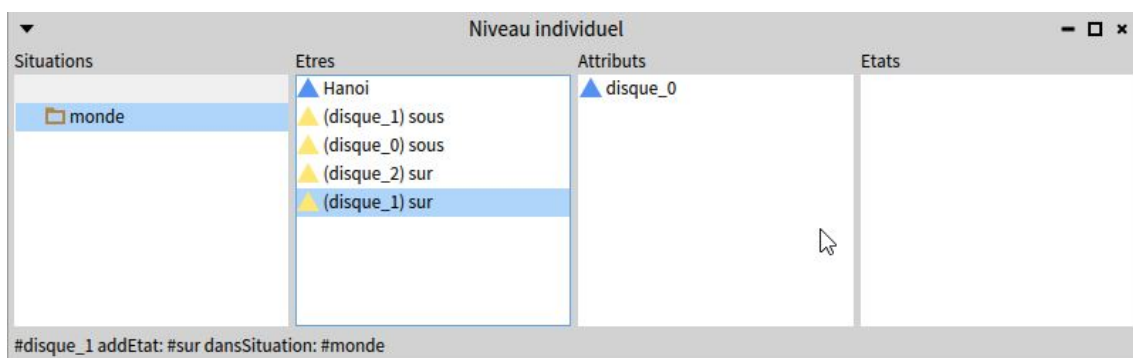 Niveau individuel
Situations Etres Attributs Etats
Hanoi disque_0
monde (disque_1) sous
(disque_0) sous
(disque_2) sur
(disque_1) sur
#disque_1 addEtat: #sur dansSituation: #monde